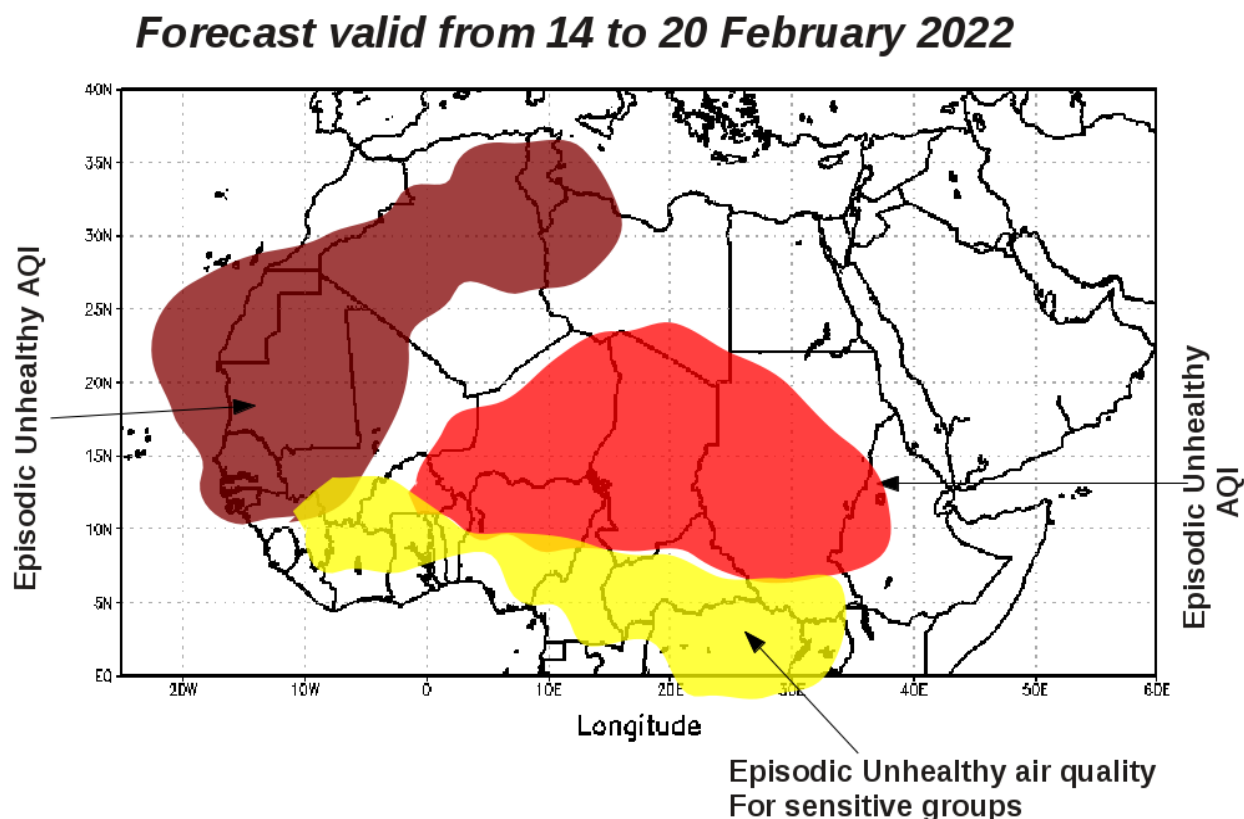 Forecast valid from 14 to 20 February 2022
40N
35N
30N
25N
20N
15N
10N
5N
EQ
20W
10W
0
10E
20E
30E
40E
50E
60E
Longitude
Episodic Unhealthy AQI
Episodic Unhealthy
AQI
Episodic Unhealthy air quality
For sensitive groups